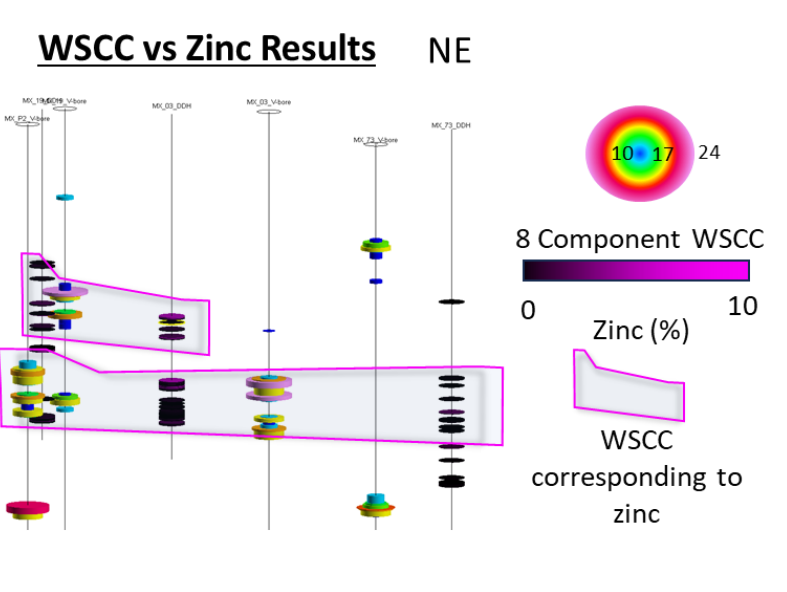 WSCC vs Zinc Results
NE
MX_03_DDH
MX_03_V-bore
MX_P2_V-bore
MX_73_V-bore
MX_73_DDH
10
17
24
8 Component WSCC
0
10
Zinc (%)
WSCC
corresponding to
zinc